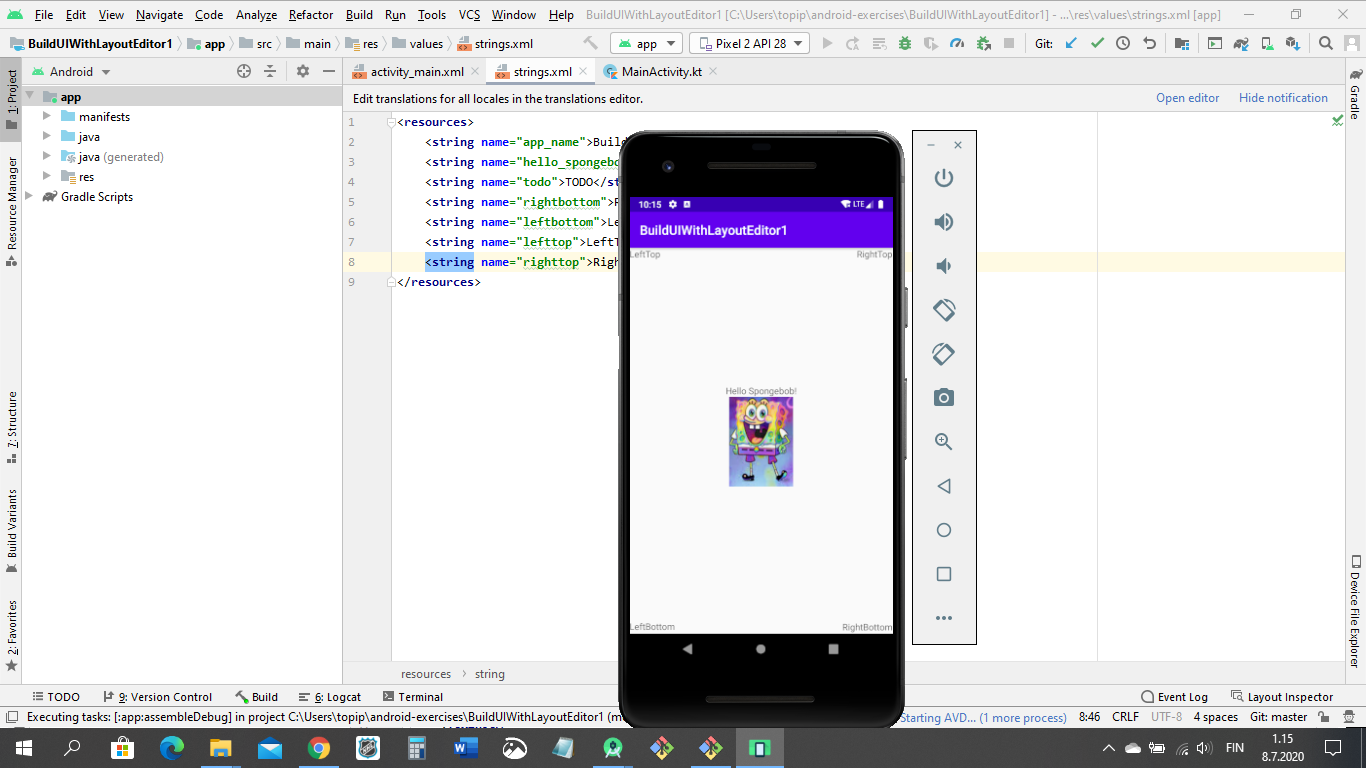 File Edit View Navigate Code Analyze Refactor Build Run Tools VCS Window Help BuildUIWithLayoutEditor1 [C:\Users\topip\android-exercises\BuildUIWithLayoutEditor1] - ...\res\values\strings.xml [app]
BuildUIWithLayoutEditor1 app src main res values strings.xml app Pixel 2 API 28 Git:
Android activity_main.xml strings.xml MainActivity.kt
Edit translations for all locales in the translations editor. Open editor Hide notification
1: Project
Resource Manager
7: Structure
Build Variants
2: Favorites
app
manifests
java
java (generated)
res
Gradle Scripts
1 <resources>
2 <string name="app_name">Build
3 <string name="hello_spongebo
4 <string name="todo">TODO</st
5 <string name="rightbottom">R
6 <string name="leftbottom">Le
7 <string name="lefttop">LeftT
8 <string name="righttop">Righ
9 </resources>
10:15 LTE
BuildUIWithLayoutEditor1
LeftTop RightTop
Hello Spongebob!
LeftBottom RightBottom
Gradle
Device File Explorer
resources string
TODO 9: Version Control Build 6: Logcat Terminal Event Log Layout Inspector
Executing tasks: [:app:assembleDebug] in project C:\Users\topip\android-exercises\BuildUIWithLayoutEditor1 (m Starting AVD... (1 more process) 8:46 CRLF UTF-8 4 spaces Git: master
FIN 1.15
8.7.2020